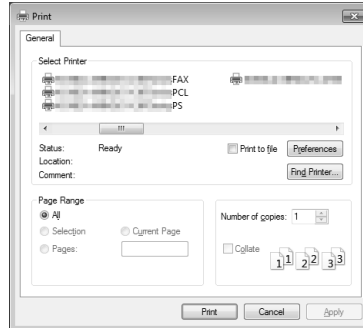 Print
General
Select Printer
FAX
PCL
PS
Status: Ready
Location:
Comment:
Print to file
Preferences
Find Printer...
Page Range
All
Selection
Current Page
Pages:
Number of copies: 1
Collate
1 1 2 2 3 3
Print
Cancel
Apply